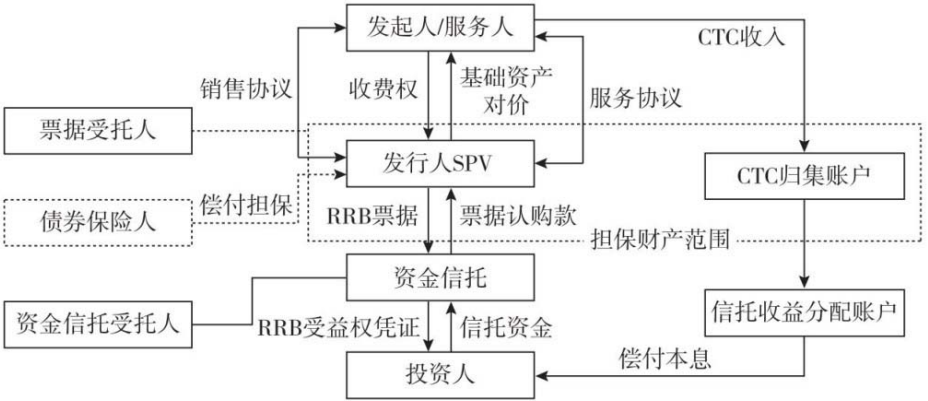 发起人/服务人
CTC收入
销售协议
收费权
基础资产
对价
服务协议
票据受托人
发行人SPV
CTC归集账户
债券保险人
偿付担保
RRB票据
票据认购款
担保财产范围
资金信托
资金信托受托人
RRB受益权凭证
信托资金
信托收益分配账户
投资人
偿付本息